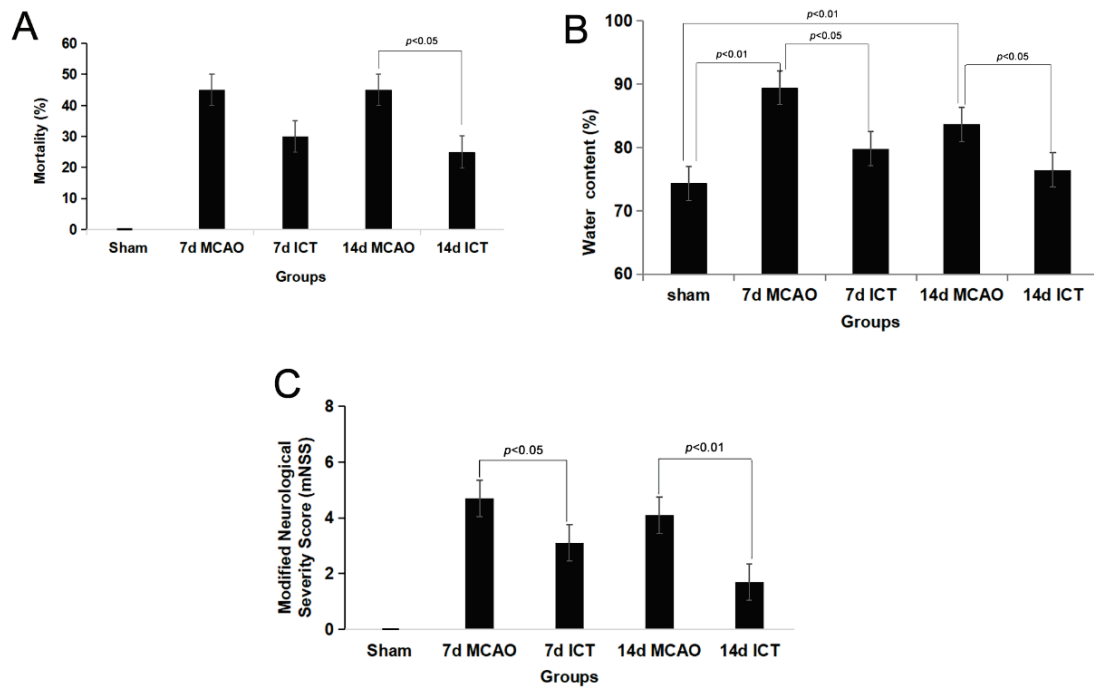 A
Mortality (%)
60
50
40
30
20
10
0
p<0.05
Sham 7d MCAO 7d ICT 14d MCAO 14d ICT
Groups
B
Water content (%)
100
90
80
70
60
p<0.01
p<0.01
p<0.05
p<0.05
sham 7d MCAO 7d ICT 14d MCAO 14d ICT
Groups
C
Modified Neurological
Severity Score (mNSS)
8
6
4
2
0
p<0.05
p<0.01
Sham 7d MCAO 7d ICT 14d MCAO 14d ICT
Groups